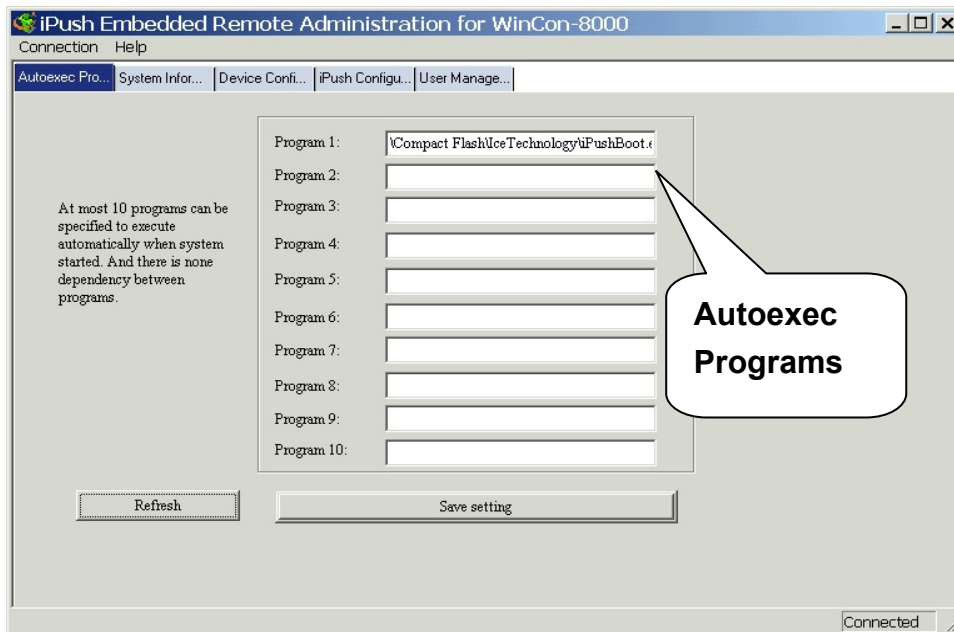 iPush Embedded Remote Administration for WinCon-8000
Connection Help
Autoexec Pro... System Infor... Device Confi... iPush Configu... User Manage...
Program 1: \Compact Flash\IceTechnology\iPushBoot.e
Program 2:
Program 3:
Program 4:
Program 5:
Program 6:
Program 7:
Program 8:
Program 9:
Program 10:
At most 10 programs can be
specified to execute
automatically when system
started. And there is none
dependency between
programs.
Autoexec
Programs
Refresh
Save setting
Connected